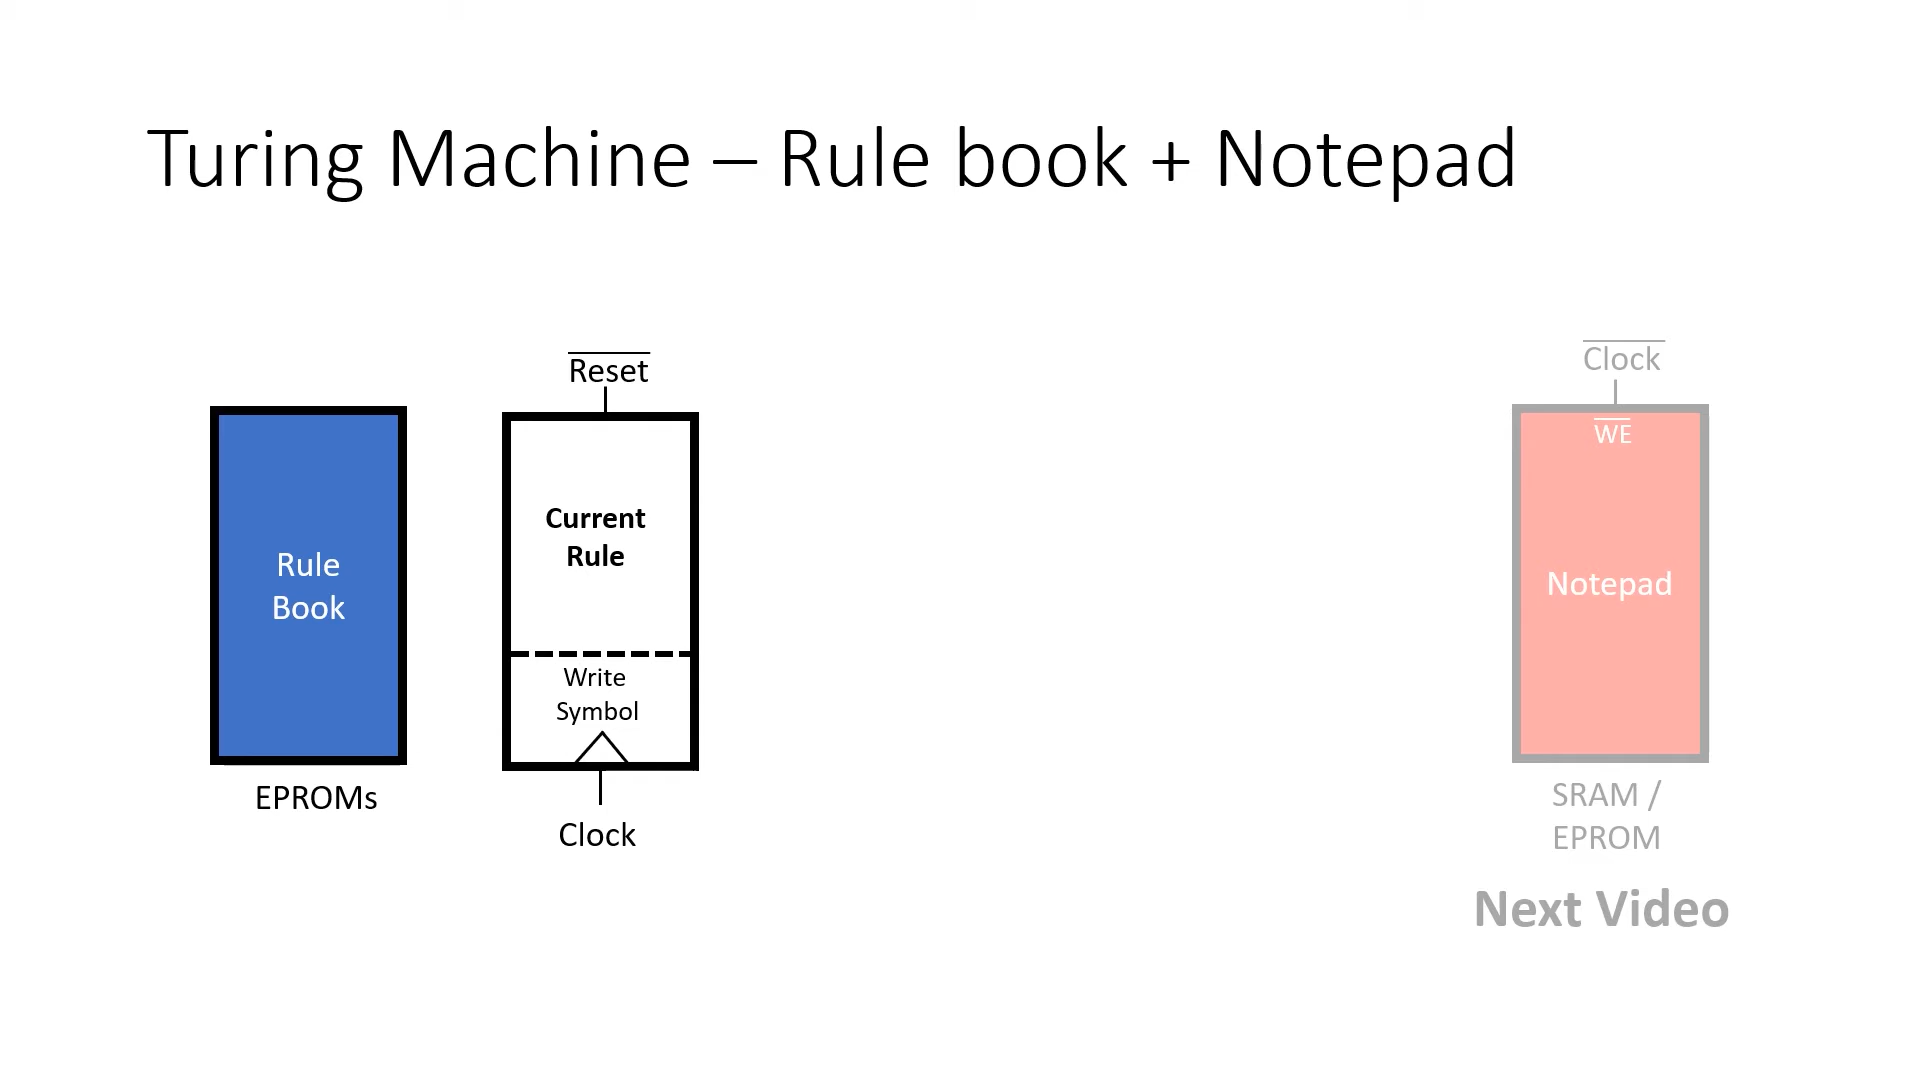 Turing Machine – Rule book + Notepad
Reset
Current
Rule
Write
Symbol
Clock
Rule
Book
EPROMs
Clock
WE
Notepad
SRAM /
EPROM
Next Video